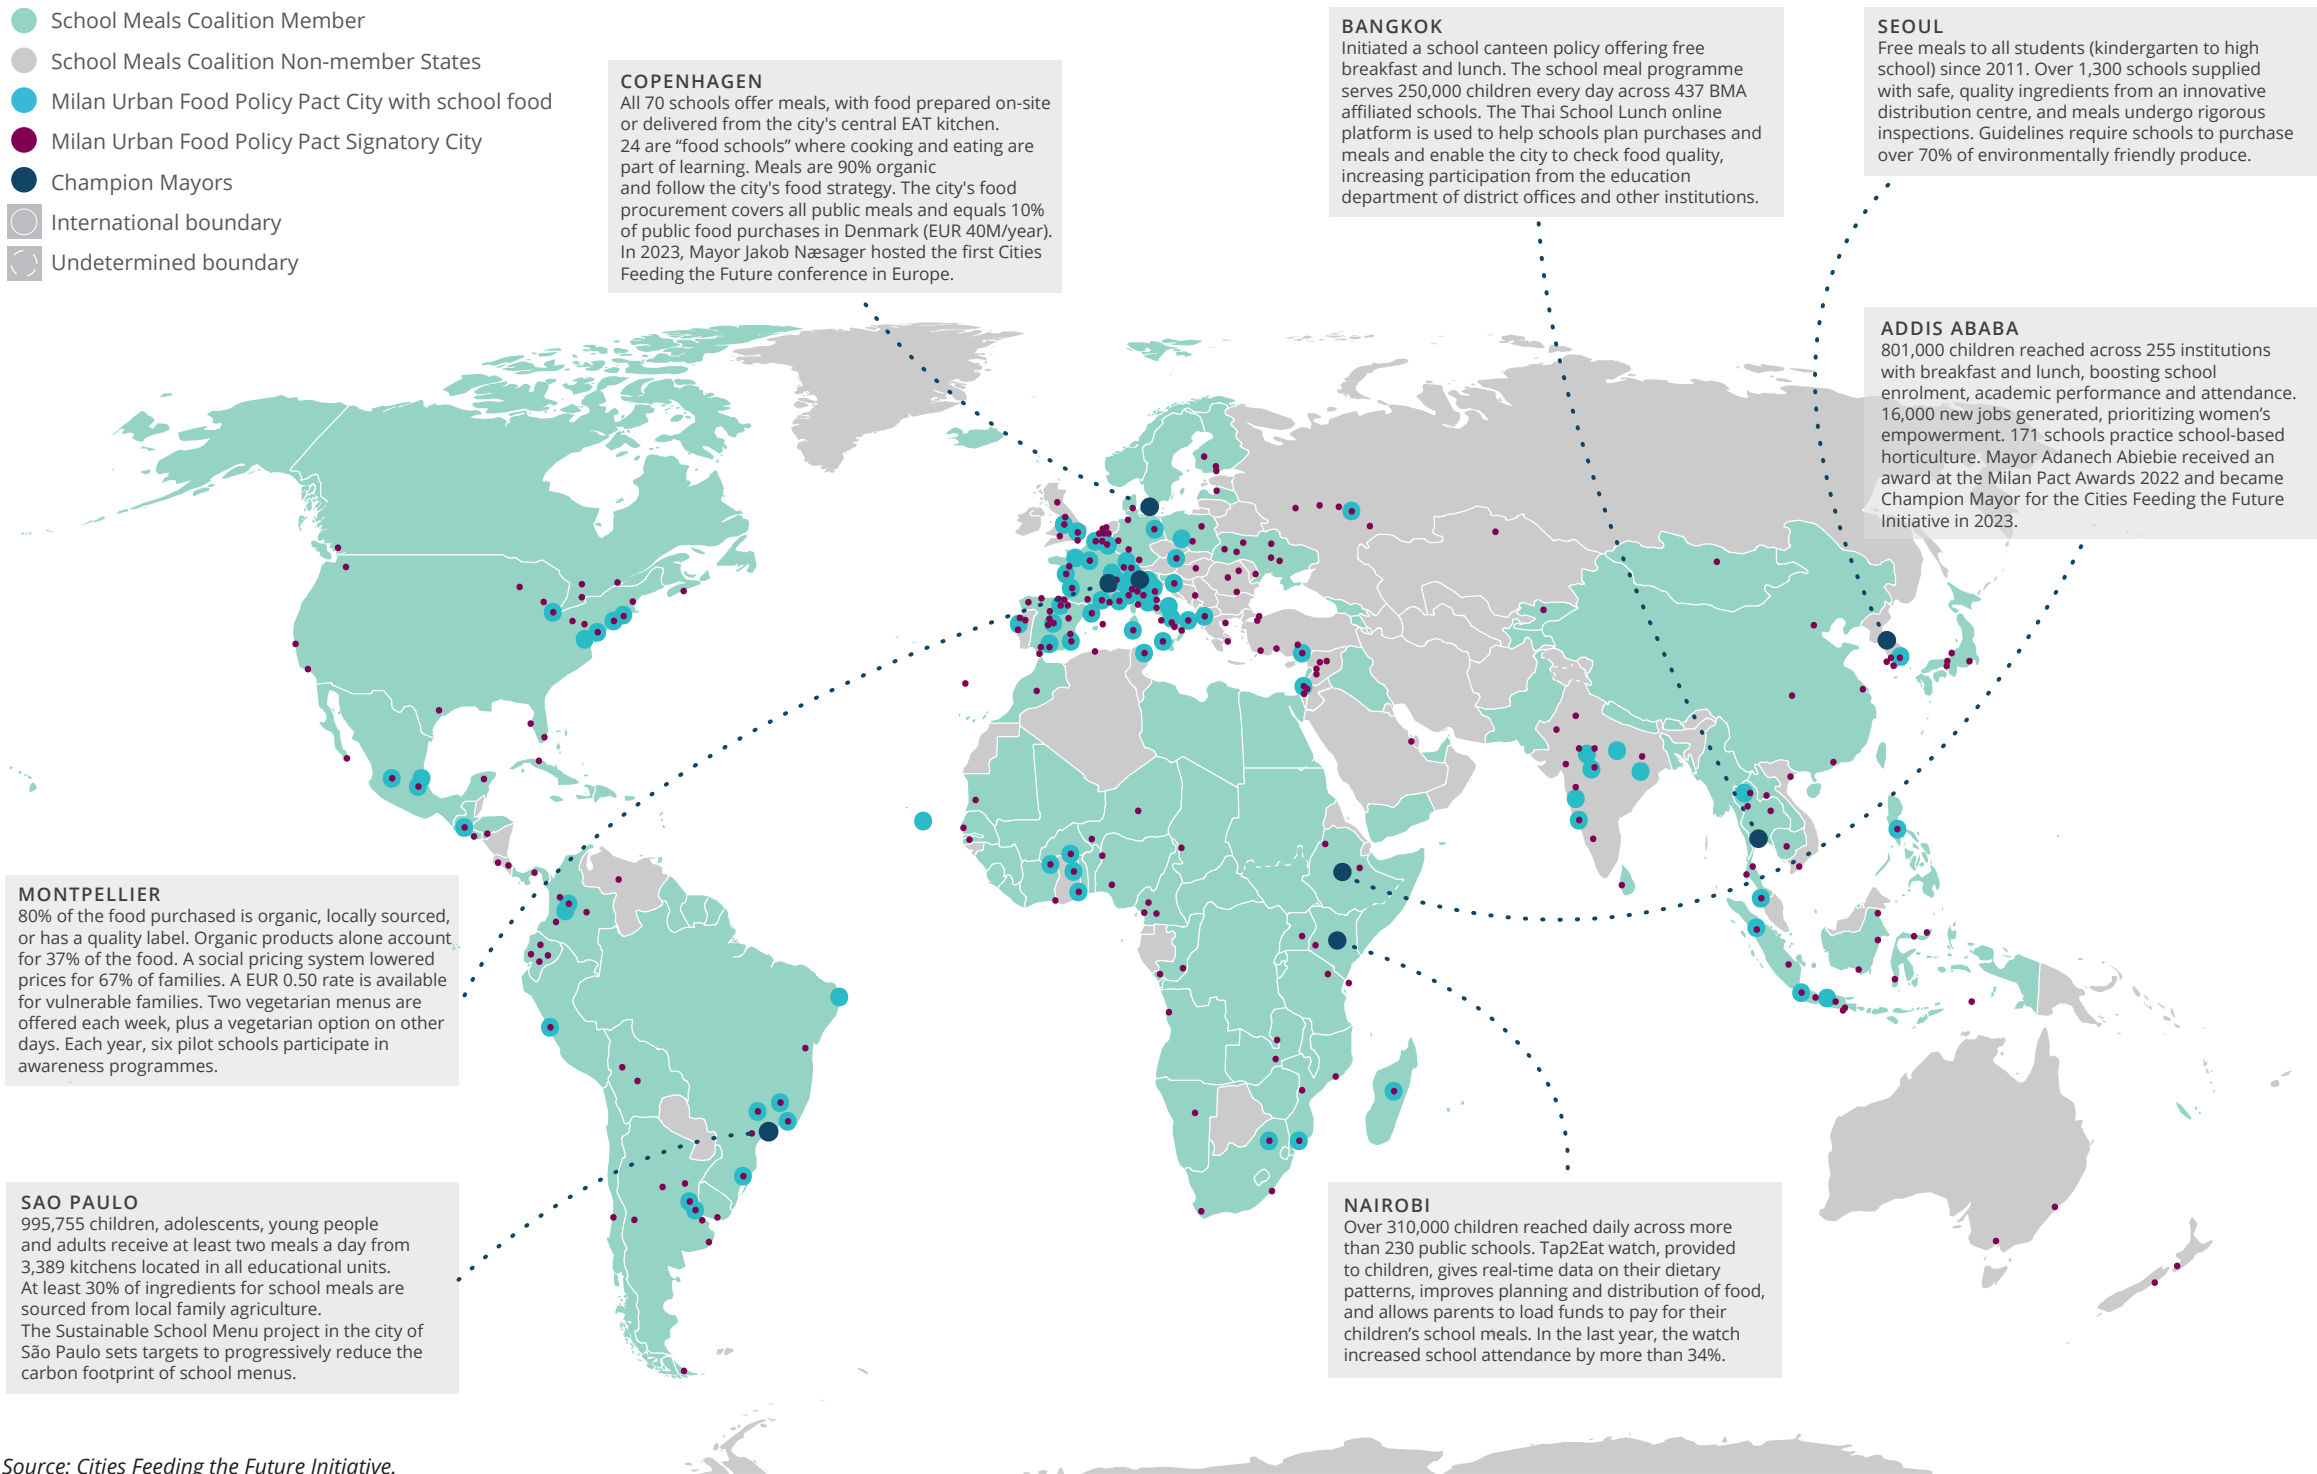 School Meals Coalition Member
School Meals Coalition Non-member States
Milan Urban Food Policy Pact City with school food
Milan Urban Food Policy Pact Signatory City
Champion Mayors
International boundary
Undetermined boundary
COPENHAGEN
All 70 schools offer meals, with food prepared on-site
or delivered from the city's central EAT kitchen.
24 are “food schools” where cooking and eating are
part of learning. Meals are 90% organic
and follow the city's food strategy. The city's food
procurement covers all public meals and equals 10%
of public food purchases in Denmark (EUR 40M/year).
In 2023, Mayor Jakob Næsager hosted the first Cities
Feeding the Future conference in Europe.
BANGKOK
Initiated a school canteen policy offering free
breakfast and lunch. The school meal programme
serves 250,000 children every day across 437 BMA
affiliated schools. The Thai School Lunch online
platform is used to help schools plan purchases and
meals and enable the city to check food quality,
increasing participation from the education
department of district offices and other institutions.
SEOUL
Free meals to all students (kindergarten to high
school) since 2011. Over 1,300 schools supplied
with safe, quality ingredients from an innovative
distribution centre, and meals undergo rigorous
inspections. Guidelines require schools to purchase
over 70% of environmentally friendly produce.
ADDIS ABABA
801,000 children reached across 255 institutions
with breakfast and lunch, boosting school
enrolment, academic performance and attendance.
16,000 new jobs generated, prioritizing women’s
empowerment. 171 schools practice school-based
horticulture. Mayor Adanech Abiebie received an
award at the Milan Pact Awards 2022 and became
Champion Mayor for the Cities Feeding the Future
Initiative in 2023.
MONTPELLIER
80% of the food purchased is organic, locally sourced,
or has a quality label. Organic products alone account
for 37% of the food. A social pricing system lowered
prices for 67% of families. A EUR 0.50 rate is available
for vulnerable families. Two vegetarian menus are
offered each week, plus a vegetarian option on other
days. Each year, six pilot schools participate in
awareness programmes.
SAO PAULO
995,755 children, adolescents, young people
and adults receive at least two meals a day from
3,389 kitchens located in all educational units.
At least 30% of ingredients for school meals are
sourced from local family agriculture.
The Sustainable School Menu project in the city of
São Paulo sets targets to progressively reduce the
carbon footprint of school menus.
NAIROBI
Over 310,000 children reached daily across more
than 230 public schools. Tap2Eat watch, provided
to children, gives real-time data on their dietary
patterns, improves planning and distribution of food,
and allows parents to load funds to pay for their
children’s school meals. In the last year, the watch
increased school attendance by more than 34%.
Source: Cities Feeding the Future Initiative.